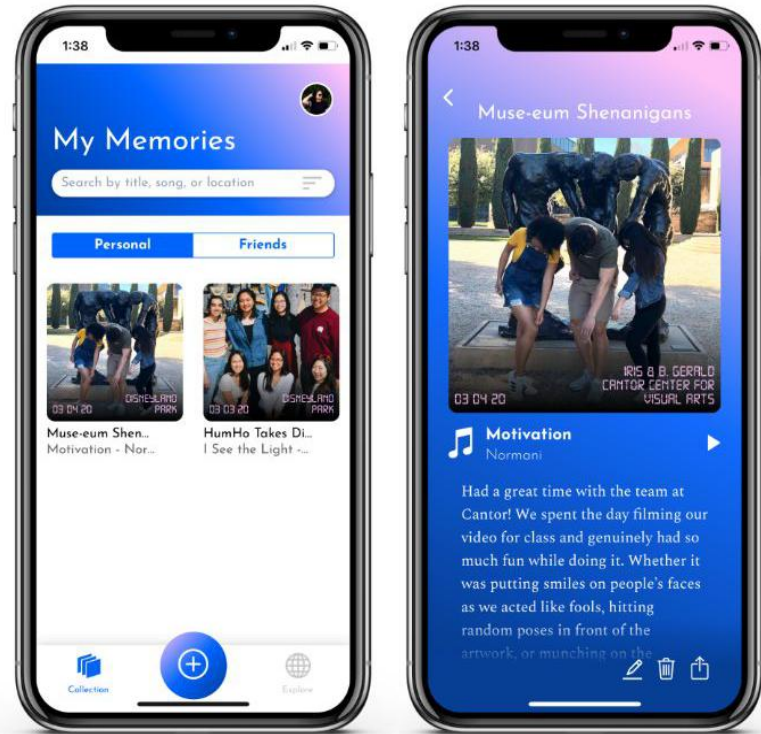 1:38
My Memories
Search by title, song, or location
Personal
Friends
03 04 20
DISNEYLAND
PARK
03 03 20
DISNEYLAND
PARK
Muse-eum Shen...
Motivation - Nor...
HumHo Takes Di...
I See the Light -...
Collection
Explore
1:38
Muse-eum Shenanigans
03 04 20
IRIS & B. GERALD
CANTOR CENTER FOR
VISUAL ARTS
Motivation
Normani
Had a great time with the team at
Cantor! We spent the day filming our
video for class and genuinely had so
much fun while doing it. Whether it
was putting smiles on people's faces
as we acted like fools, hitting
random poses in front of the
artwork, or munching on the